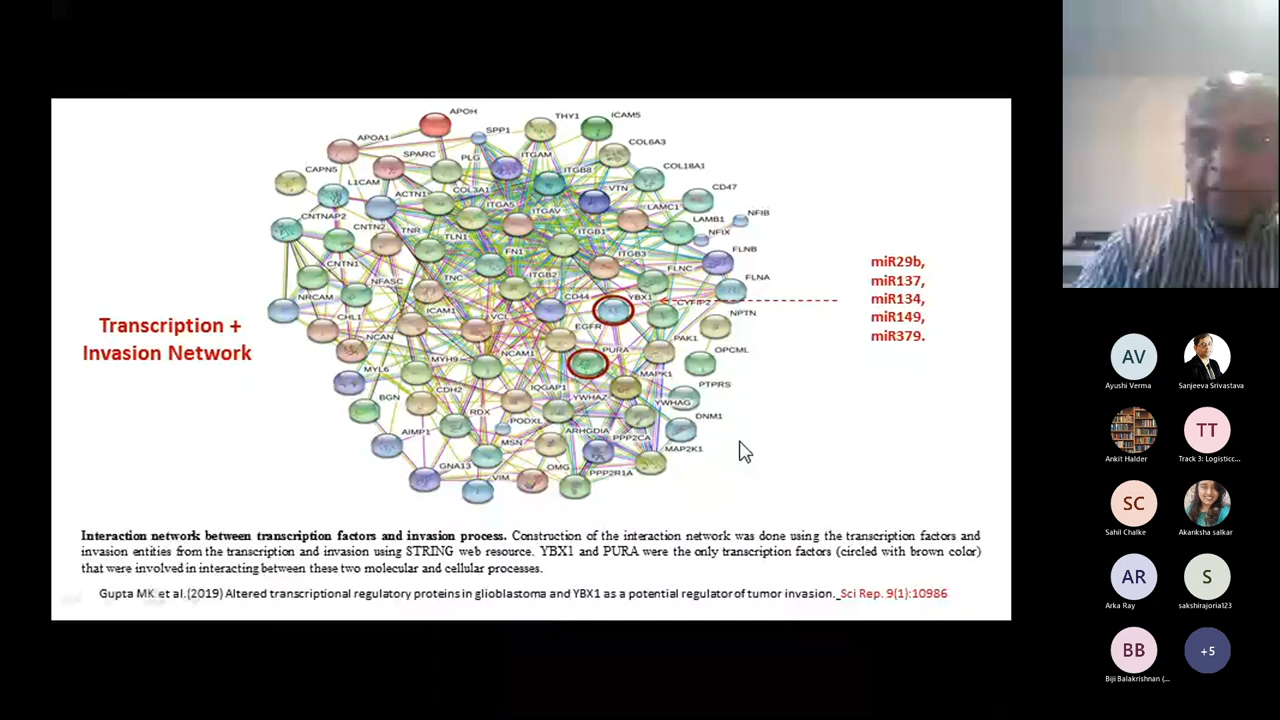 APOH
THY1
ICAM5
SPP1
APOA1
COL6A3
SPARC
PLG
ITGAM
ITGB8
COL18A1
CAPN5
L1CAM
ACTN1
COL3A1
VTN
CD47
ITGA5
ITGAV
LAMC1
LAMB1
NFIB
CNTNAP2
CNTN2
TNR
TLN1
ITGB1
NFIX
FN1
ITGB3
FLNB
CNTN1
NFASC
TNC
ITGB2
FLNC
FLNA
NRCAM
ICAM1
CD44
YBX1
CYFIP2
CHL1
VCL
EGFR
NPTN
NCAN
PURA
PAK1
MYH9
NCAM1
OPCML
MYL6
MAPK1
CDH2
IQGAP1
PTPRS
BGN
YWHAZ
YWHAG
RDX
PODXL
DNM1
AIMP1
ARHGDIA
PPP2CA
MSN
MAP2K1
GNA13
OMG
PPP2R1A
VIM
Transcription +
Invasion Network
miR29b,
miR137,
miR134,
miR149,
miR379.
Interaction network between transcription factors and invasion process. Construction of the interaction network was done using the transcription factors and
invasion entities from the transcription and invasion using STRING web resource. YBX1 and PURA were the only transcription factors (circled with brown color)
that were involved in interacting between these two molecular and cellular processes.
Gupta MK et al.(2019) Altered transcriptional regulatory proteins in glioblastoma and YBX1 as a potential regulator of tumor invasion. Sci Rep. 9(1):10986
AV
Ayushi Verma
Sanjeeva Srivastava
Ankit Halder
TT
Track 3: Logisticc...
SC
Sahil Chalke
Akanksha salkar
AR
Arka Ray
S
sakshirajoria123
BB
Biji Balakrishnan (...
+5